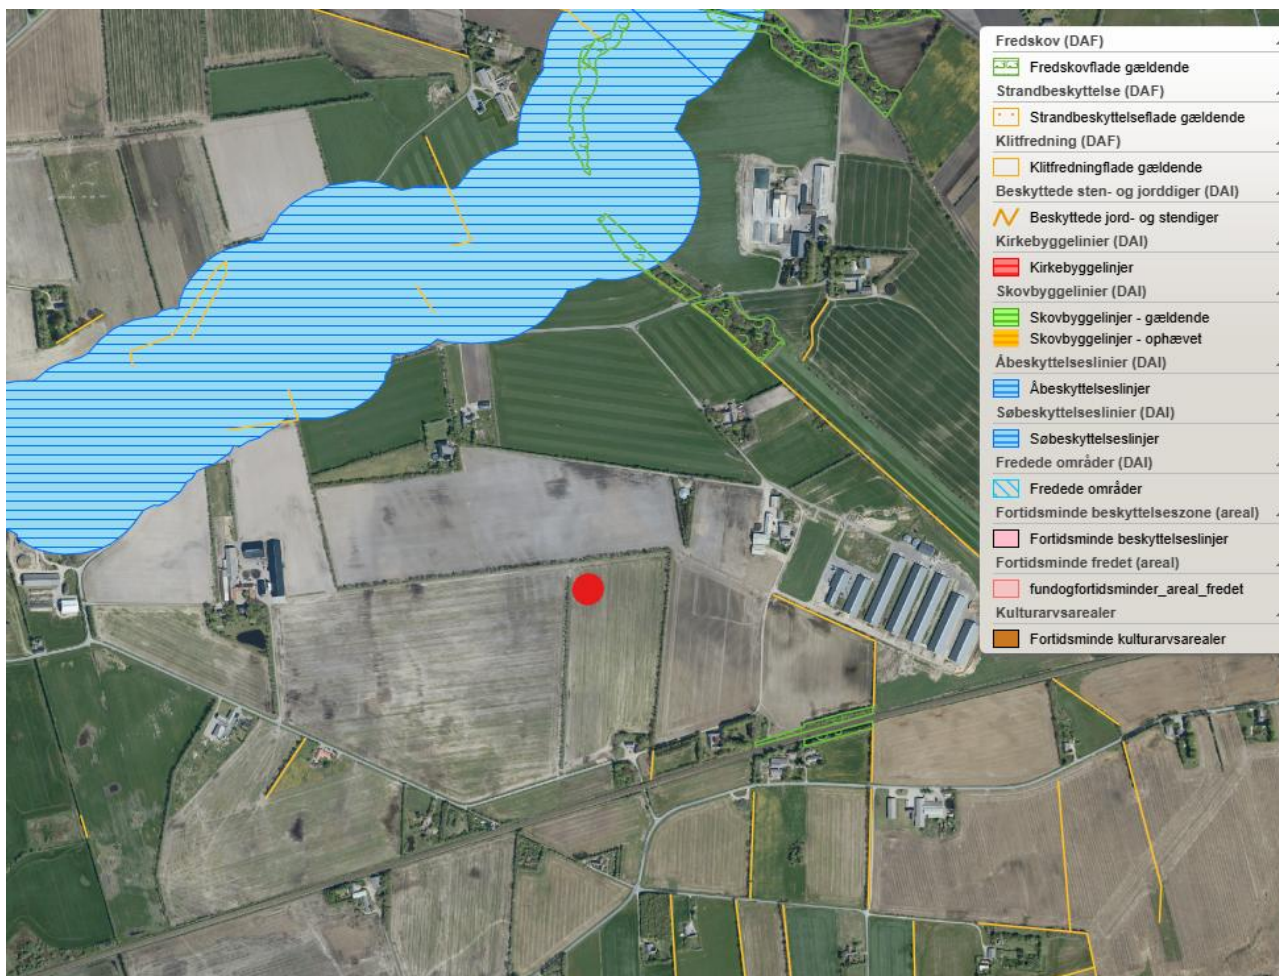 Fredskov (DAF)
Fredskovflade gældende
Strandbeskyttelse (DAF)
Strandbeskyttelseflade gældende
Klitfredning (DAF)
Klitfredningflade gældende
Beskyttede sten- og jorddiger (DAI)
Beskyttede jord- og stendiger
Kirkebyggelinier (DAI)
Kirkebyggelinjer
Skovbyggelinier (DAI)
Skovbyggelinjer - gældende
Skovbyggelinjer - ophævet
Åbeskyttelseslinier (DAI)
Åbeskyttelseslinjer
Søbeskyttelseslinier (DAI)
Søbeskyttelseslinjer
Fredede områder (DAI)
Fredede områder
Fortidsminde beskyttelseszone (areal)
Fortidsminde beskyttelseslinjer
Fortidsminde fredet (areal)
fundogfortidsminder_areal_fredet
Kulturarvsarealer
Fortidsminde kulturarvsarealer